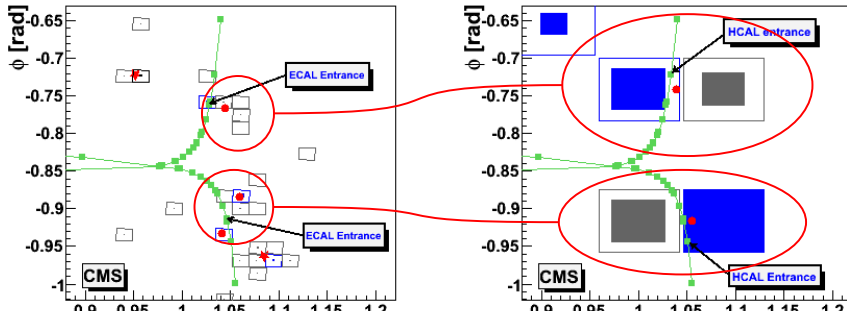 φ [rad]
-0.65
-0.7
-0.75
-0.8
-0.85
-0.9
-0.95
-1
ECAL Entrance
ECAL Entrance
CMS
0.9 0.95 1 1.05 1.1 1.15 1.2
φ [rad]
-0.65
-0.7
-0.75
-0.8
-0.85
-0.9
-0.95
-1
HCAL entrance
HCAL Entrance
CMS
0.9 0.95 1 1.05 1.1 1.15 1.2